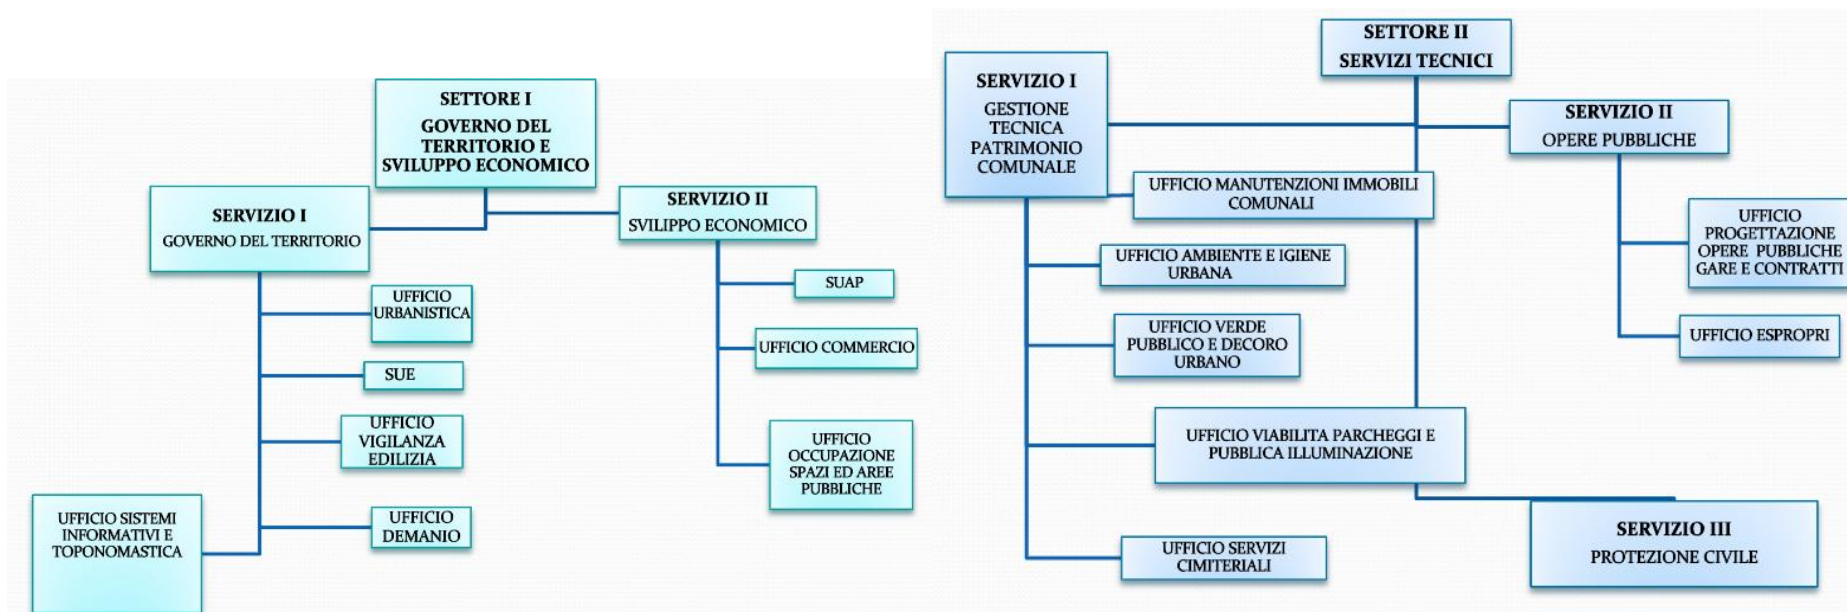 SETTORE I
GOVERNO DEL
TERRITORIO E
SVILUPPO ECONOMICO
SERVIZIO I
GOVERNO DEL TERRITORIO
SERVIZIO II
SVILIPPO ECONOMICO
UFFICIO
URBANISTICA
SUE
UFFICIO
VIGILANZA
EDILIZIA
UFFICIO SISTEMI
INFORMATIVI E
TOPONOMASTICA
UFFICIO
DEMANIO
SUAP
UFFICIO COMMERCIO
UFFICIO
OCCUPAZIONE
SPAZI ED AREE
PUBBLICHE
SETTORE II
SERVIZI TECNICI
SERVIZIO I
GESTIONE
TECNICA
PATRIMONIO
COMUNALE
SERVIZIO II
OPERE PUBBLICHE
UFFICIO MANUTENZIONI IMMOBILI
COMUNALI
UFFICIO AMBIENTE E IGIENE
URBANA
UFFICIO VERDE
PUBBLICO E DECORO
URBANO
UFFICIO VIABILITA PARCHEGGI E
PUBBLICA ILLUMINAZIONE
UFFICIO SERVIZI
CIMITERIALI
UFFICIO
PROGETTAZIONE
OPERE PUBBLICHE
GARE E CONTRATTI
UFFICIO ESPROPRI
SERVIZIO III
PROTEZIONE CIVILE